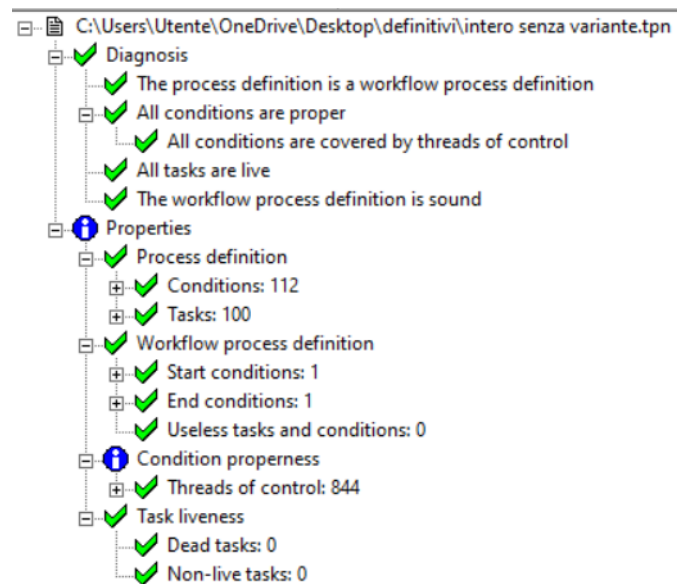 C:\Users\Utente\OneDrive\Desktop\definitivi\intero senza variante.tpn
Diagnosis
The process definition is a workflow process definition
All conditions are proper
All conditions are covered by threads of control
All tasks are live
The workflow process definition is sound
Properties
Process definition
Conditions: 112
Tasks: 100
Workflow process definition
Start conditions: 1
End conditions: 1
Useless tasks and conditions: 0
Condition properness
Threads of control: 844
Task liveness
Dead tasks: 0
Non-live tasks: 0